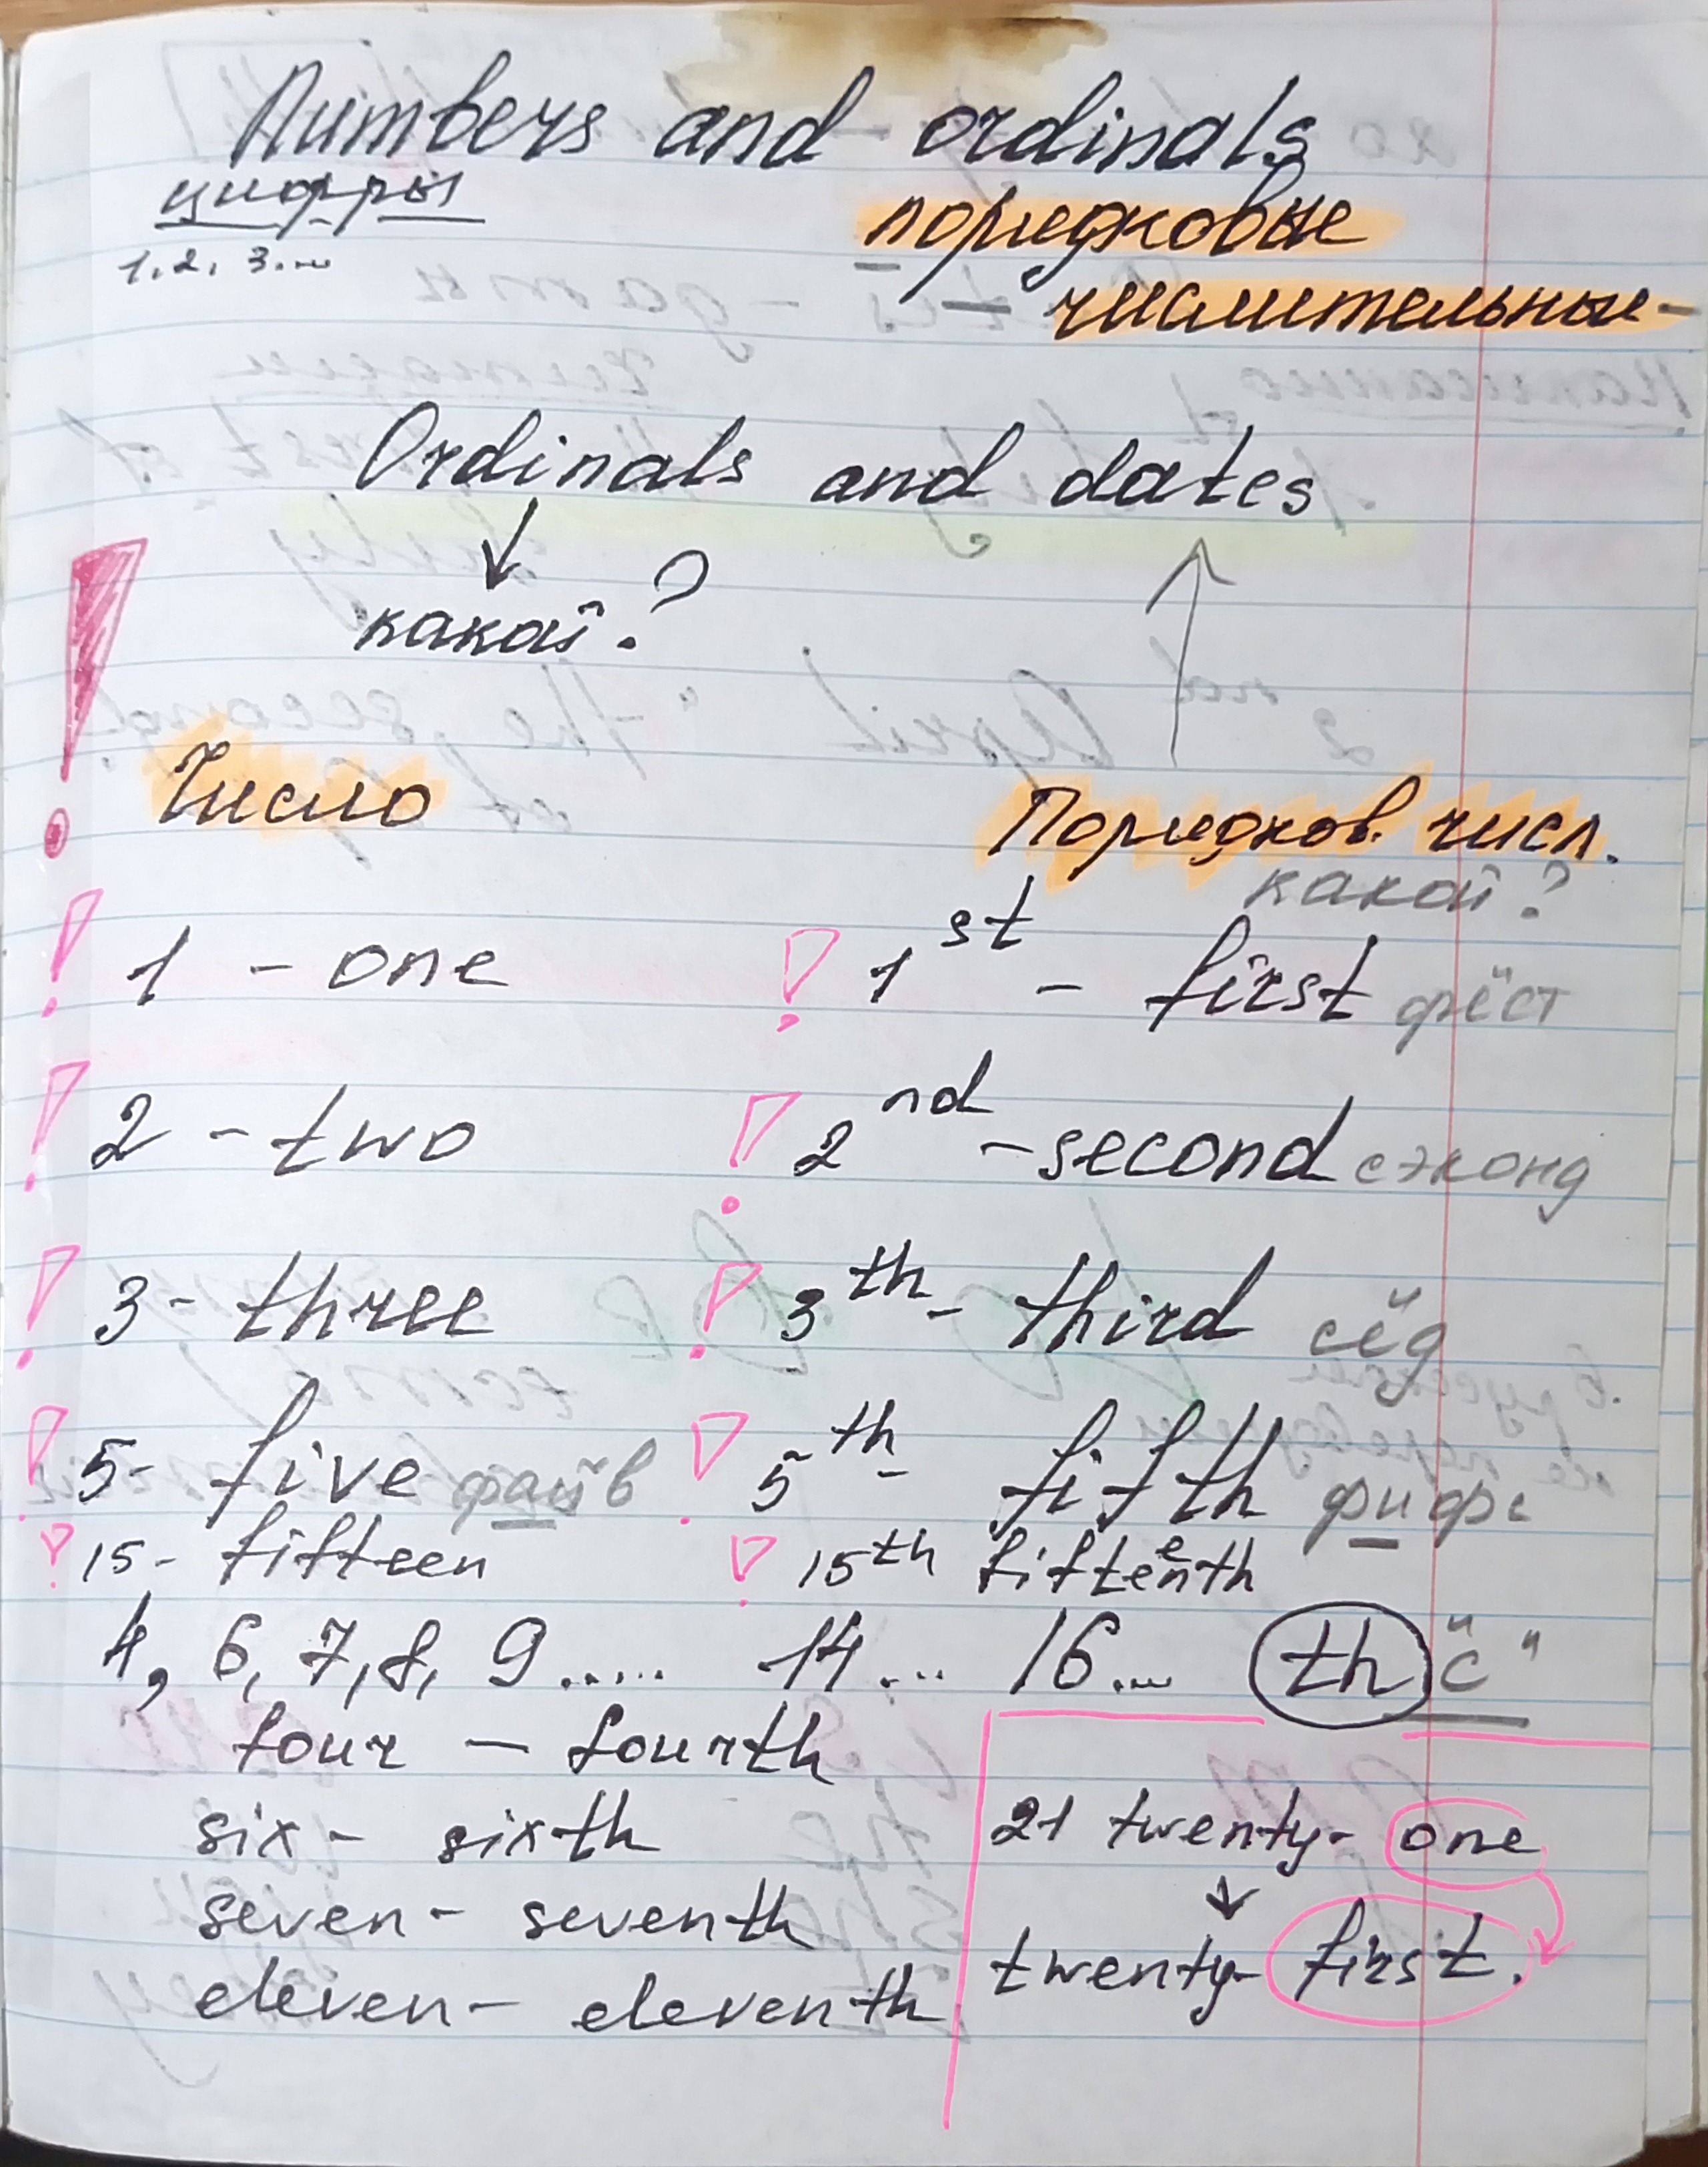 Numbers and ordinals
цифры
порядковые
1, 2, 3...
числительные -
Ordinals and dates
какой?
Число
Порядков. числ.
какой?
! 1 - one ! 1st - first фёст
! 2 - two ! 2nd - second сэконд
! 3 - three ! 3th - third сёд
! 5 - five файв ! 5th - fifth фифс
! 15 - fifteen ! 15th fifteenth
4, 6, 7, 8, 9..... 14... 16... th "с"
four - fourth
six - sixth
seven - seventh
eleven - eleventh
21 twenty- one
twenty- first.